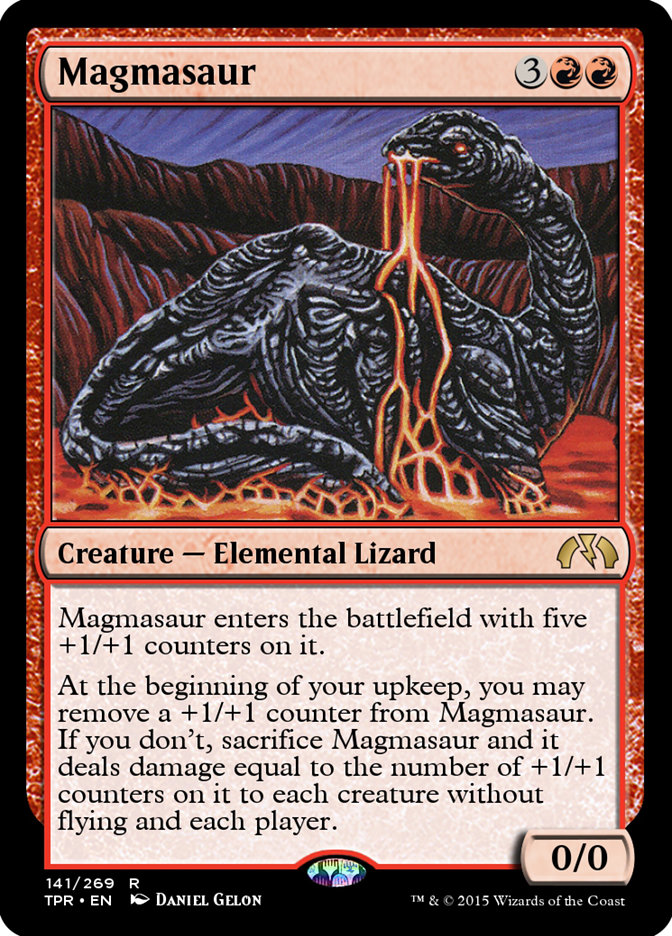 Magmasaur 3
Creature — Elemental Lizard
Magmasaur enters the battlefield with five
+1/+1 counters on it.
At the beginning of your upkeep, you may
remove a +1/+1 counter from Magmasaur.
If you don't, sacrifice Magmasaur and it
deals damage equal to the number of +1/+1
counters on it to each creature without
flying and each player.
0/0
141/269 R
TPR • EN Daniel Gelon
™ & © 2015 Wizards of the Coast